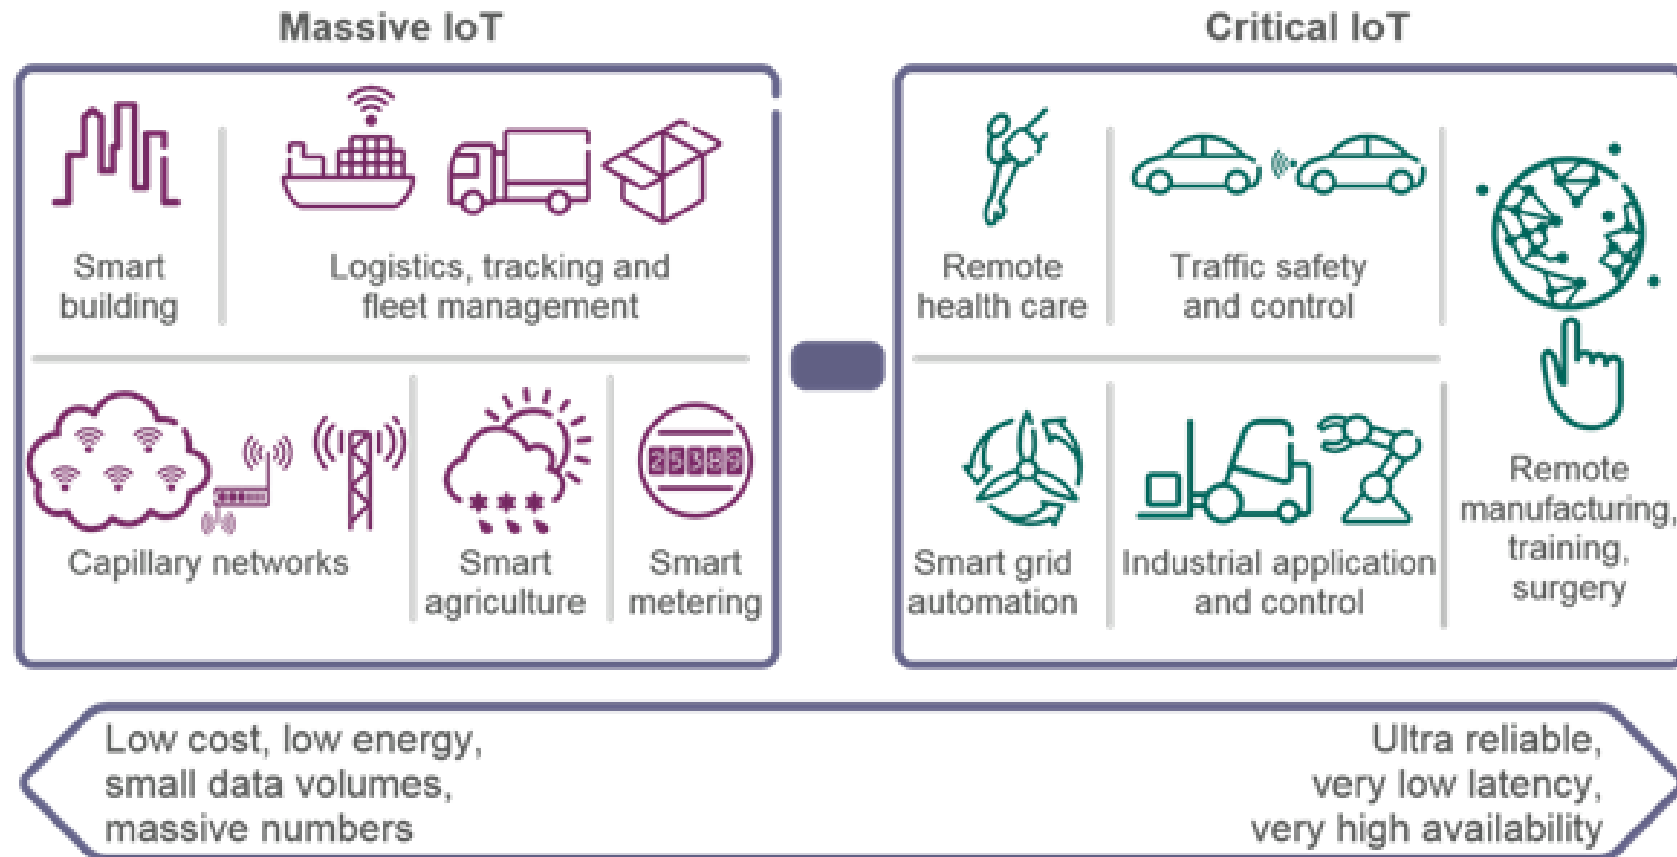 Massive IoT
Critical IoT
Smart
building
Logistics, tracking and
fleet management
Capillary networks
Smart
agriculture
Smart
metering
Remote
health care
Traffic safety
and control
Smart grid
automation
Industrial application
and control
Remote
manufacturing,
training,
surgery
Low cost, low energy,
small data volumes,
massive numbers
Ultra reliable,
very low latency,
very high availability